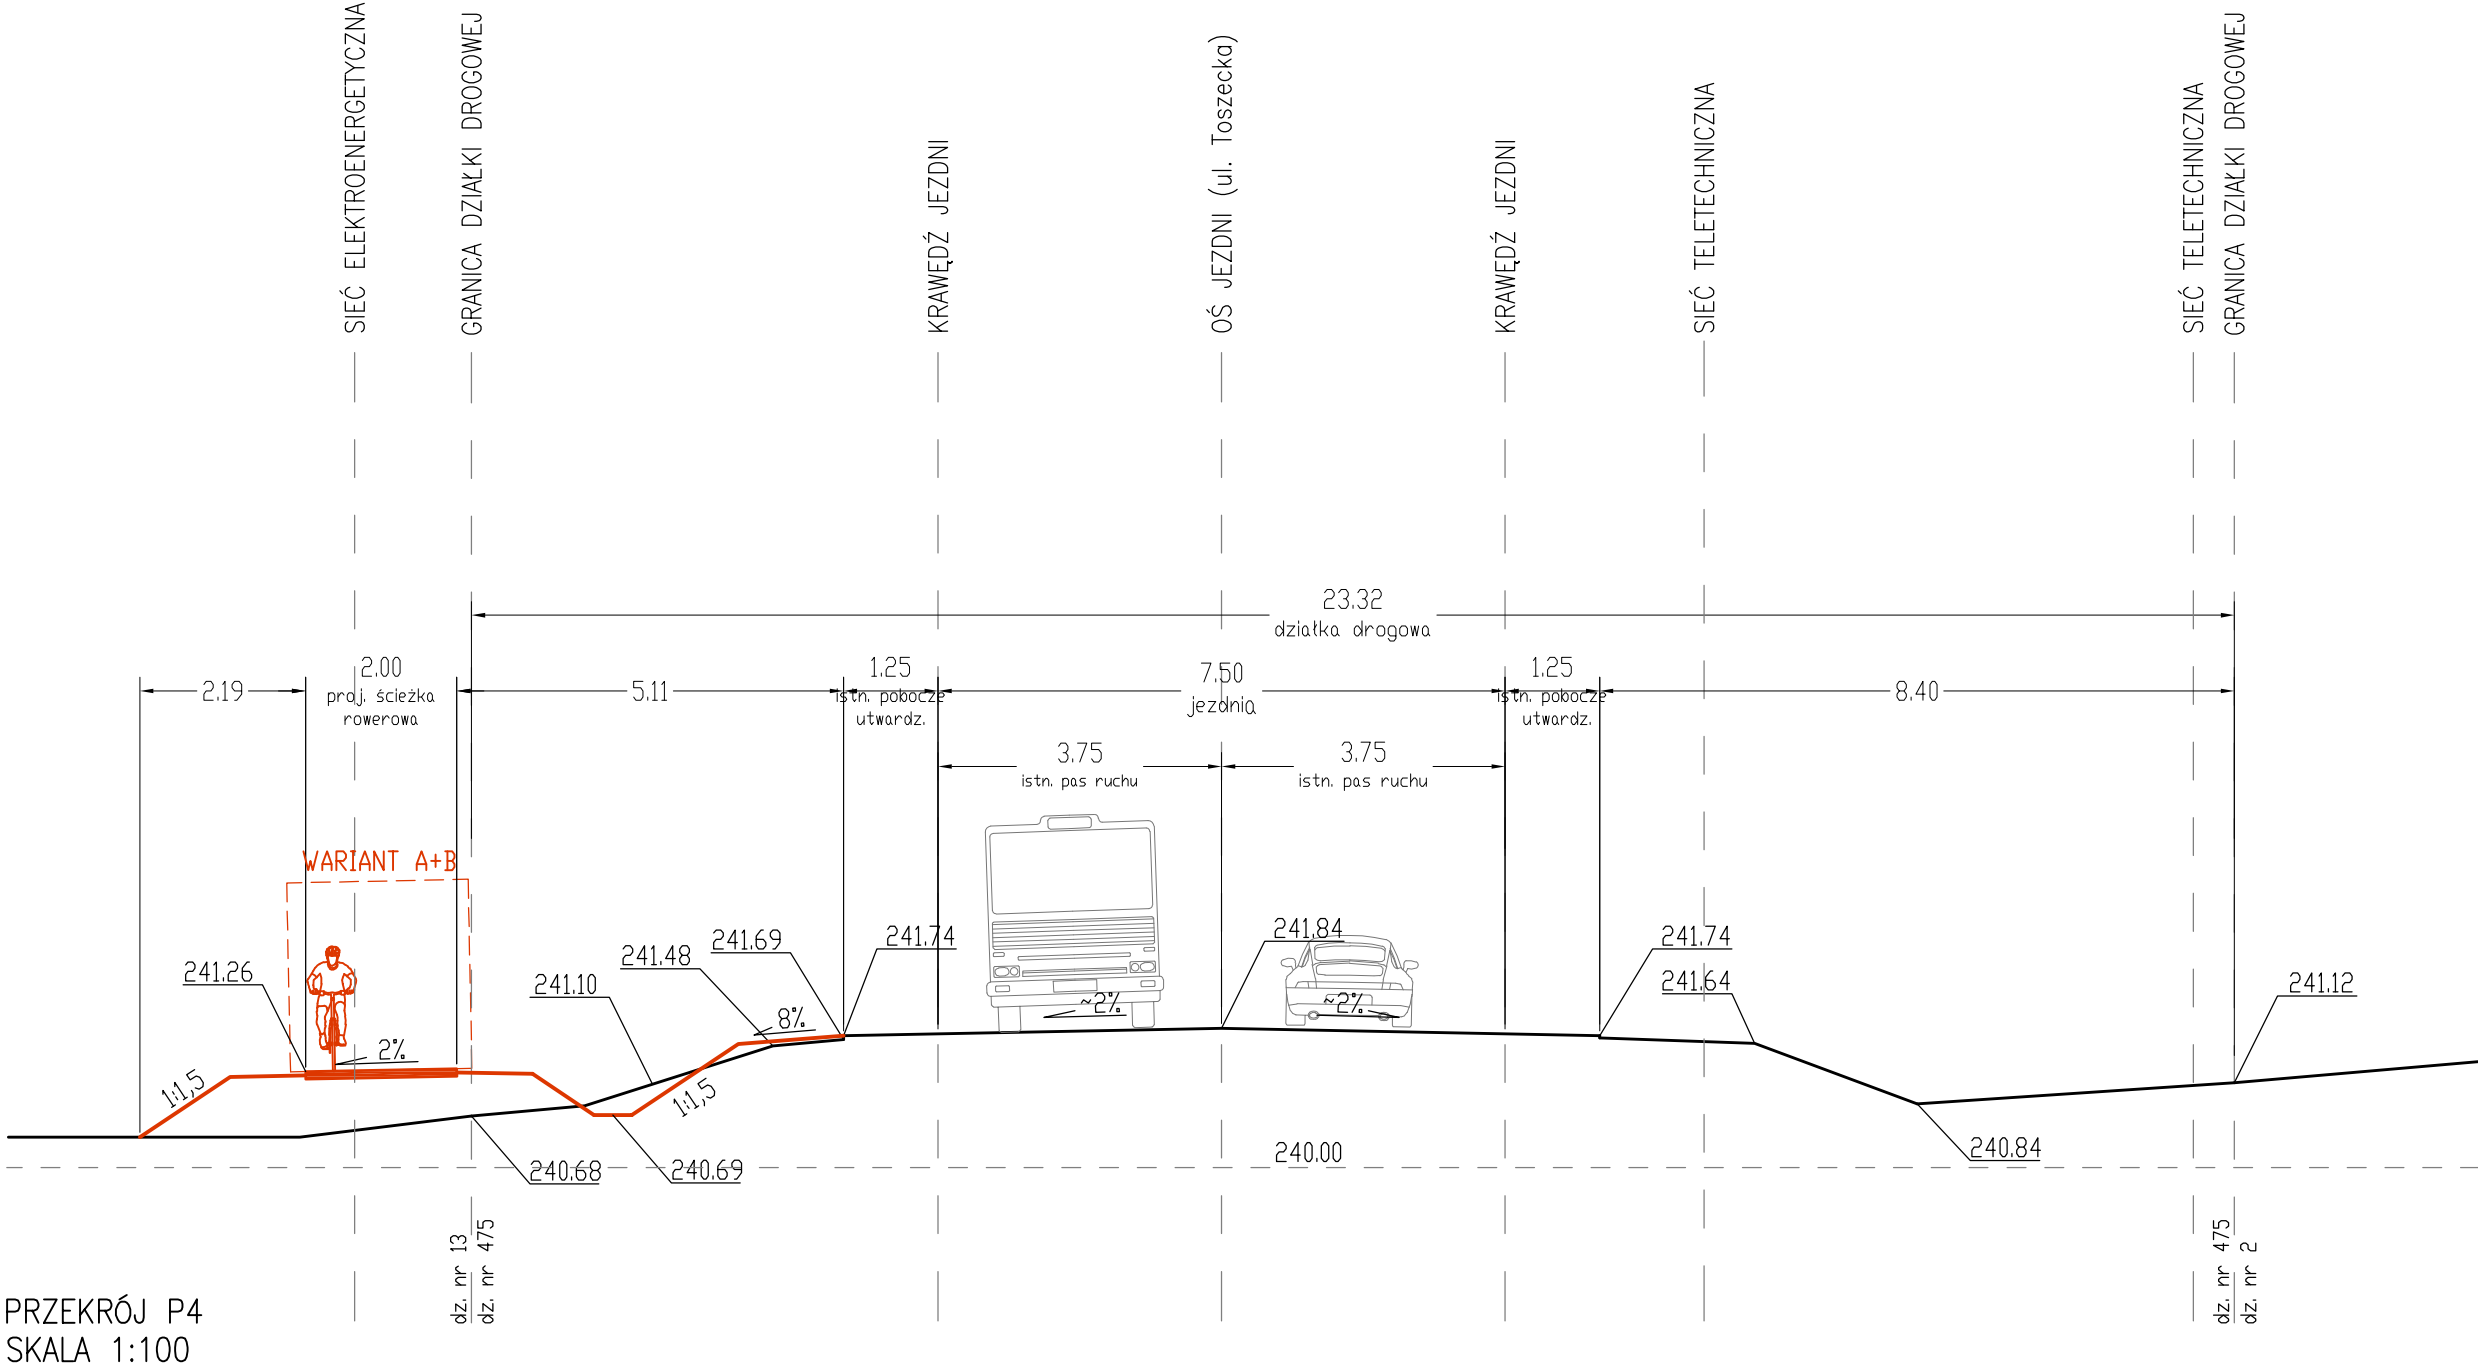 SIEĆ ELEKTROENERGETYCZNA
GRANICA DZIAŁKI DROGOWEJ
KRAWĘDŹ JEZDNI
OŚ JEZDNI (ul. Toszecka)
KRAWĘDŹ JEZDNI
SIEĆ TELETECHNICZNA
SIEĆ TELETECHNICZNA
GRANICA DZIAŁKI DROGOWEJ
23.32
działka drogowa
2.19
2.00
proj. ścieżka
rowerowa
5.11
1.25
istn. pobocze
utwardz.
7.50
jezdnia
1.25
istn. pobocze
utwardz.
8.40
3.75
istn. pas ruchu
3.75
istn. pas ruchu
WARIANT A+B
241.26
241.10
241.48
241.69
241.74
241.84
241.74
241.64
241.12
1:1,5
2%
8%
1:1,5
~2%
~2%
240.68
240.69
240.00
240.84
dz. nr 13
dz. nr 475
dz. nr 475
dz. nr 2
PRZEKRÓJ P4
SKALA 1:100